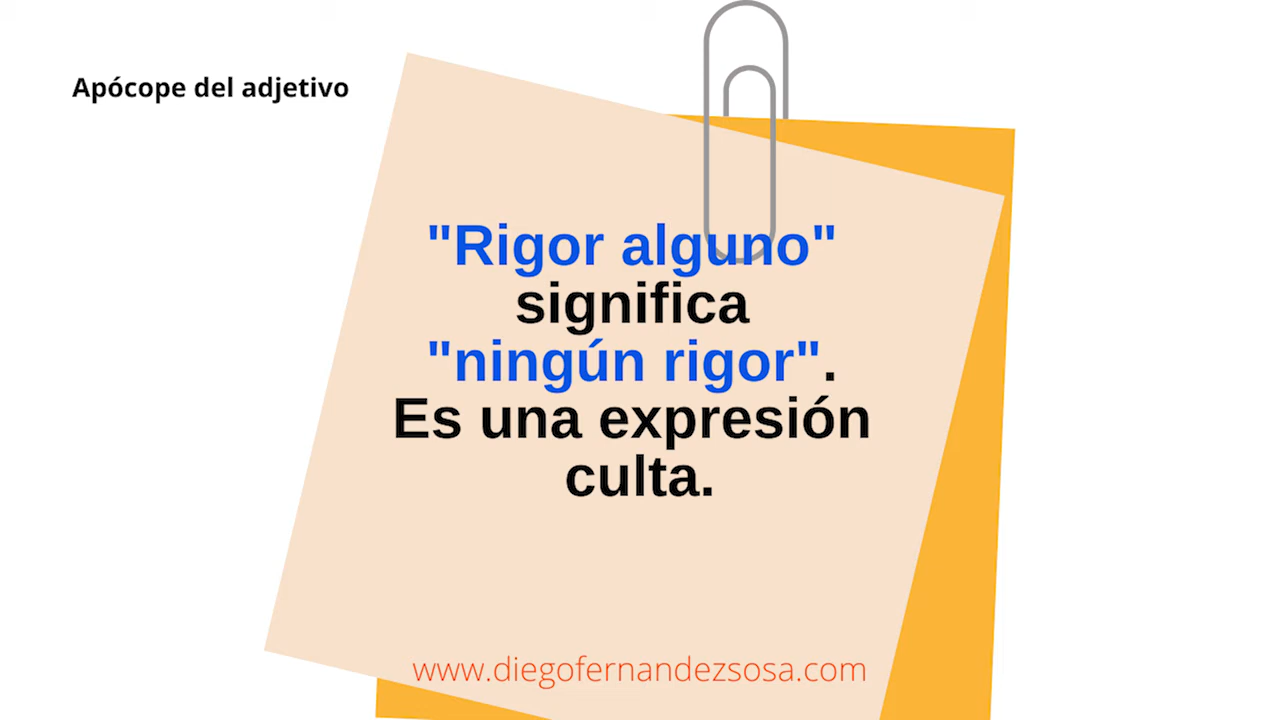 Apócope del adjetivo
"Rigor alguno"
significa
"ningún rigor".
Es una expresión
culta.
www.diegofernandezsosa.com